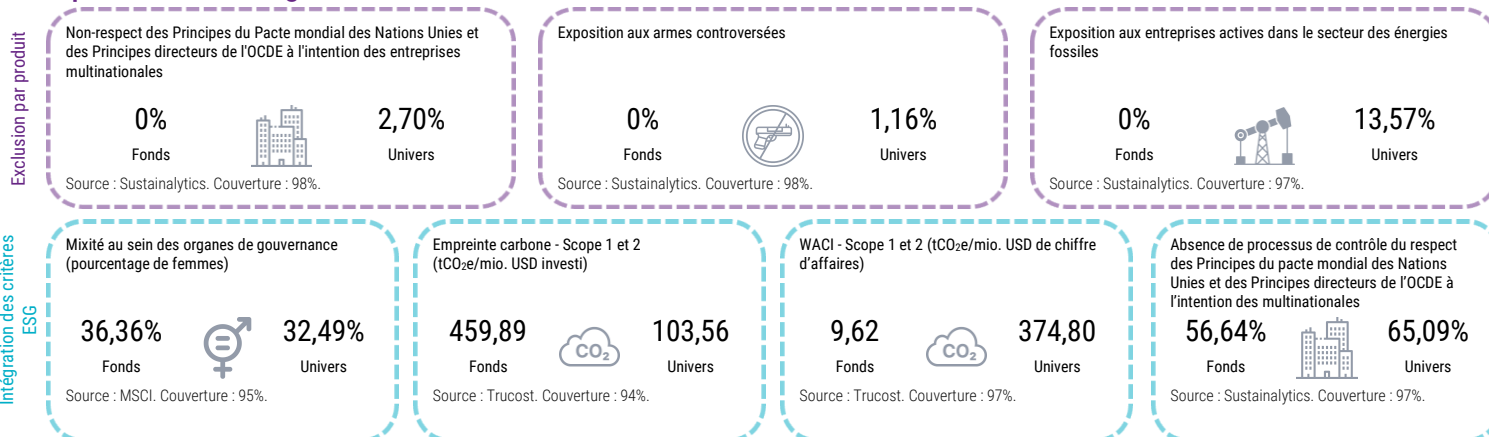 Exclusion par produit
Non-respect des Principes du Pacte mondial des Nations Unies et
des Principes directeurs de l'OCDE à l'intention des entreprises
multinationales
0%
2,70%
Fonds
Univers
Source : Sustainalytics. Couverture : 98%.
Exposition aux armes controversées
0%
1,16%
Fonds
Univers
Source : Sustainalytics. Couverture : 98%.
Exposition aux entreprises actives dans le secteur des énergies
fossiles
0%
13,57%
Fonds
Univers
Source : Sustainalytics. Couverture : 97%.
Intégration des critères
ESG
Mixité au sein des organes de gouvernance
(pourcentage de femmes)
36,36%
32,49%
Fonds
Univers
Source : MSCI. Couverture : 95%.
Empreinte carbone - Scope 1 et 2
(tCO₂e/mio. USD investi)
459,89
CO₂
103,56
Fonds
Univers
Source : Trucost. Couverture : 94%.
WACI - Scope 1 et 2 (tCO₂e/mio. USD de chiffre
d’affaires)
9,62
CO₂
374,80
Fonds
Univers
Source : Trucost. Couverture : 97%.
Absence de processus de contrôle du respect
des Principes du pacte mondial des Nations
Unies et des Principes directeurs de l’OCDE à
l’intention des multinationales
56,64%
65,09%
Fonds
Univers
Source : Sustainalytics. Couverture : 97%.